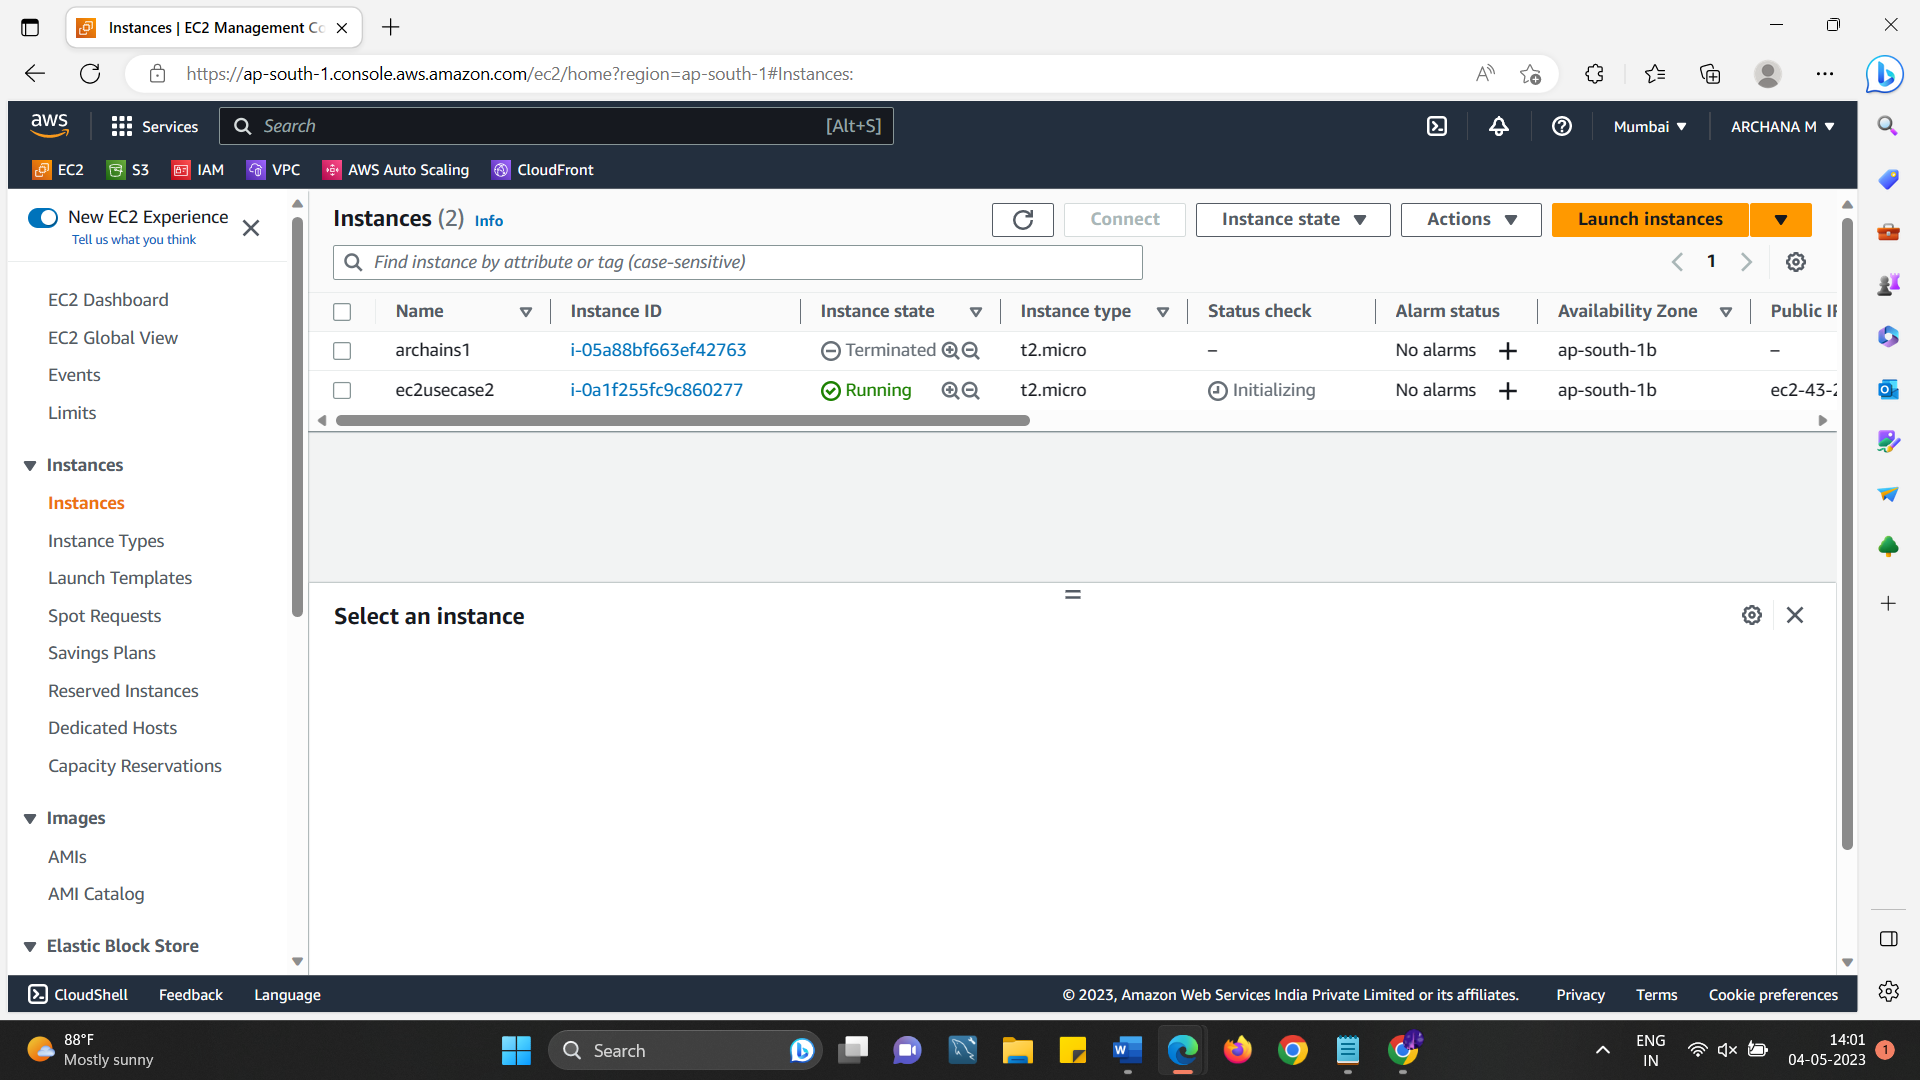 Instances | EC2 Management Co
https://ap-south-1.console.aws.amazon.com/ec2/home?region=ap-south-1#Instances:
aws
Services
Search
[Alt+S]
Mumbai
ARCHANA M
EC2
S3
IAM
VPC
AWS Auto Scaling
CloudFront
New EC2 Experience
Tell us what you think
EC2 Dashboard
EC2 Global View
Events
Limits
Instances
Instances
Instance Types
Launch Templates
Spot Requests
Savings Plans
Reserved Instances
Dedicated Hosts
Capacity Reservations
Images
AMIs
AMI Catalog
Elastic Block Store
Instances (2) Info
Connect
Instance state
Actions
Launch instances
Find instance by attribute or tag (case-sensitive)
1
Name Instance ID Instance state Instance type Status check Alarm status Availability Zone Public IP
archains1 i-05a88bf663ef42763 Terminated t2.micro – No alarms ap-south-1b –
ec2usecase2 i-0a1f255fc9c860277 Running t2.micro Initializing No alarms ap-south-1b ec2-43-2
Select an instance
CloudShell
Feedback
Language
© 2023, Amazon Web Services India Private Limited or its affiliates.
Privacy
Terms
Cookie preferences
88°F
Mostly sunny
Search
ENG
IN
14:01
04-05-2023
1